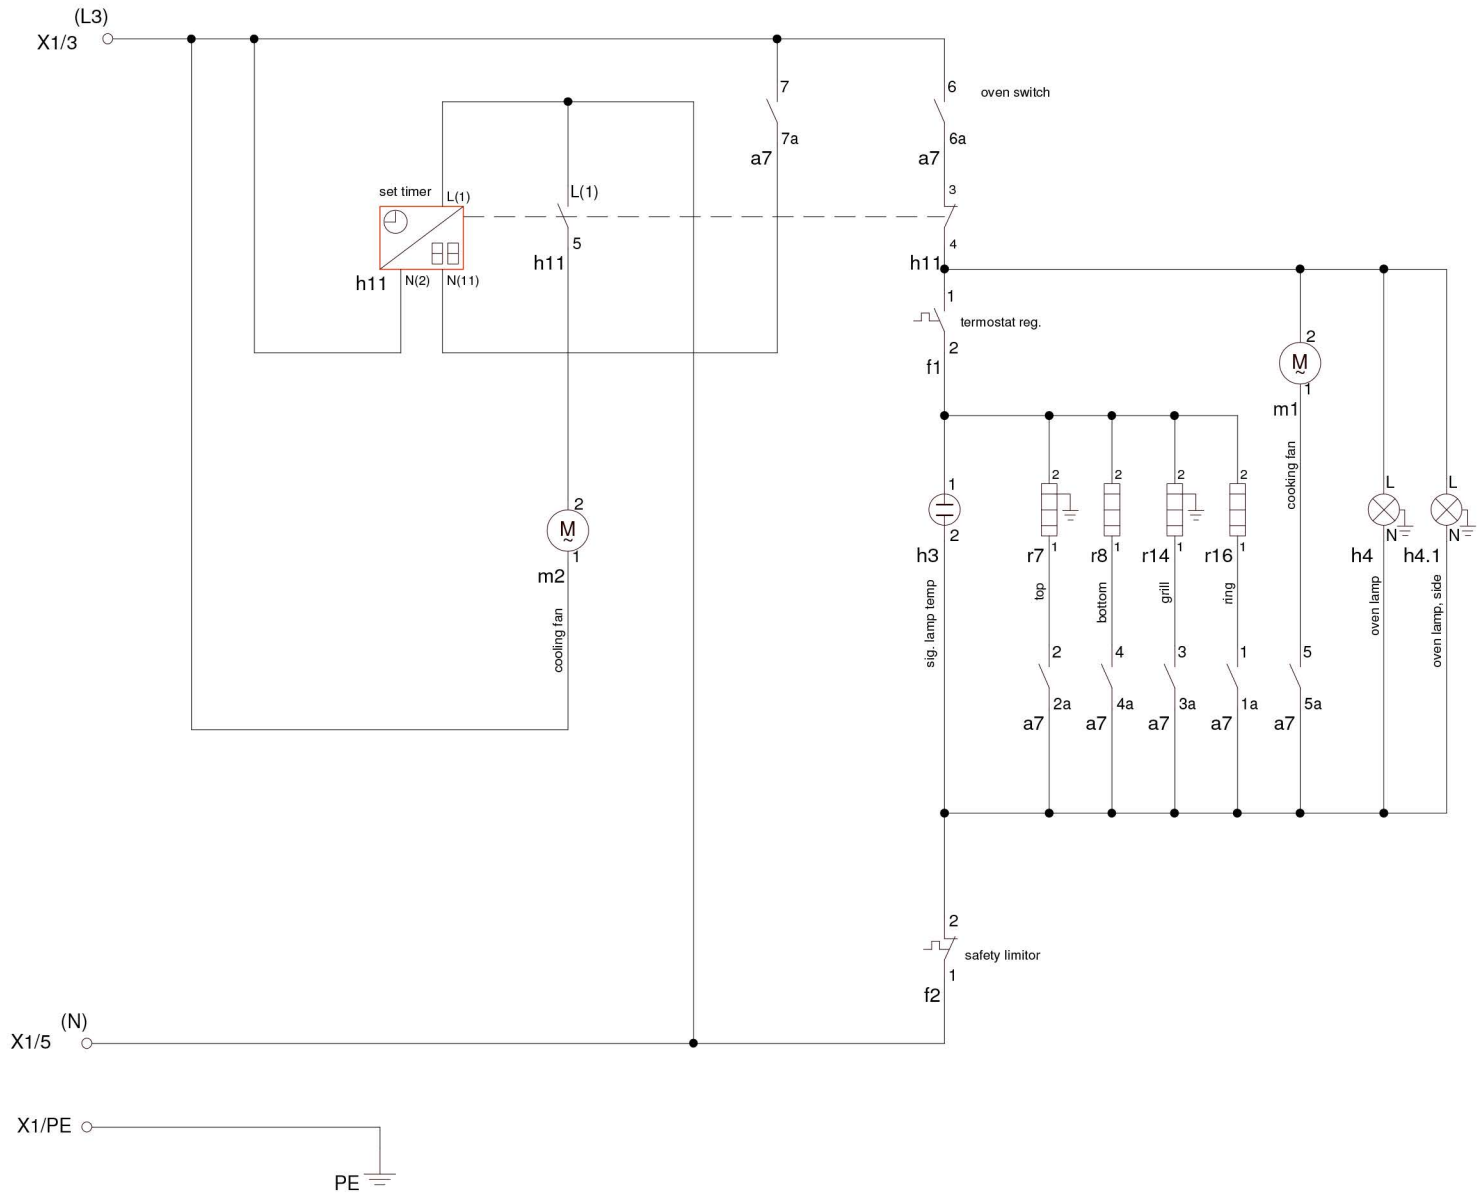 (L3)
X1/3
7
6
oven switch
7a
6a
a7
a7
set timer
L(1)
L(1)
3
5
4
h11
N(2)
N(11)
h11
h11
1
termostat reg.
2
f1
2
M
~
1
m1
cooking fan
1
2
2
2
2
L
L
2
M
~
1
m2
cooling fan
2
h3
sig. lamp temp
1
r7
top
1
r8
bottom
1
r14
grill
1
r16
ring
N
h4
oven lamp
N
h4.1
oven lamp, side
2
4
3
1
5
2a
4a
3a
1a
5a
a7
a7
a7
a7
a7
2
safety limitor
1
f2
(N)
X1/5
X1/PE
PE